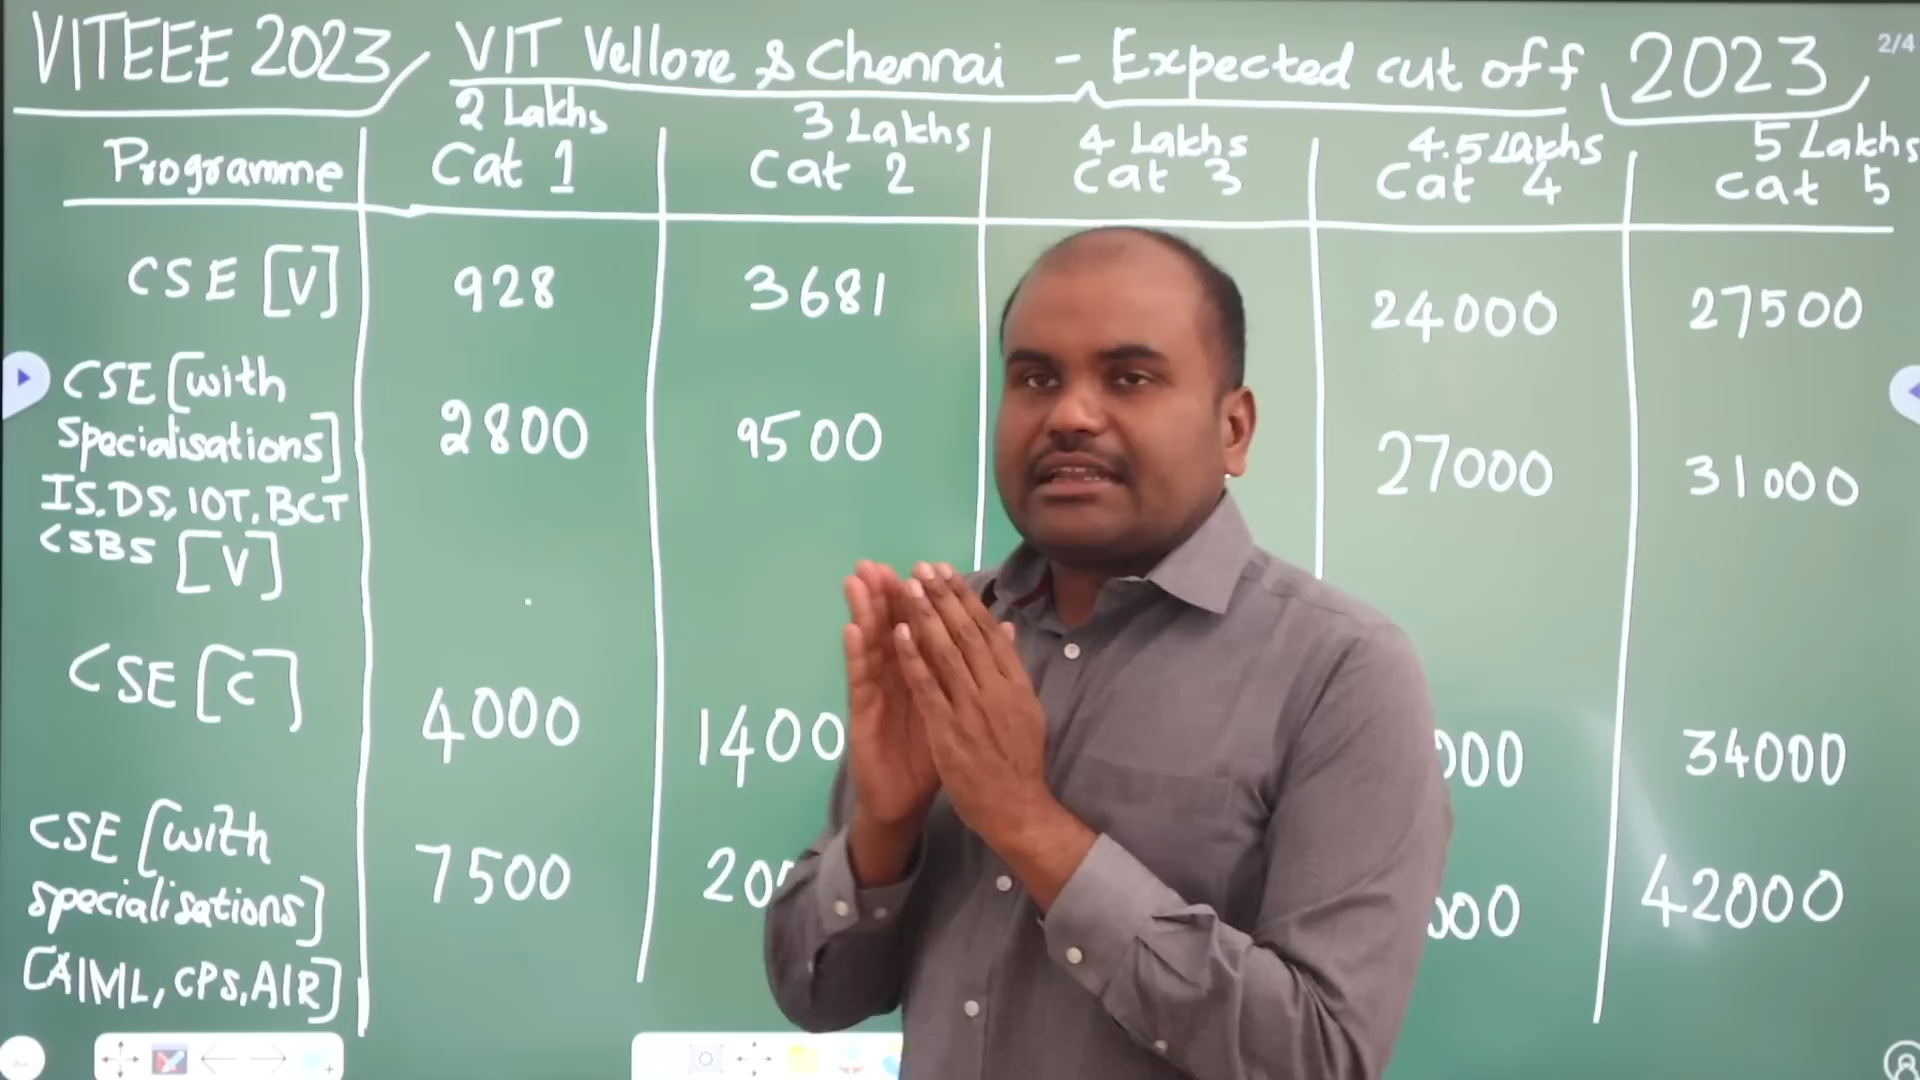 VITEEE 2023 VIT Vellore & Chennai - Expected cut off 2023
2/4
2 Lakhs 3 Lakhs 4 Lakhs 4.5 Lakhs 5 Lakhs
Programme Cat 1 Cat 2 Cat 3 Cat 4 Cat 5
CSE [V] 928 3681 24000 27500
CSE [with
specialisations] 2800 9500 27000 31000
IS, DS, IOT, BCT
CSBS [V]
CSE [C] 4000 1400 000 34000
CSE [with
specialisations] 7500 20 000 42000
[AIML, CPS, AIR]